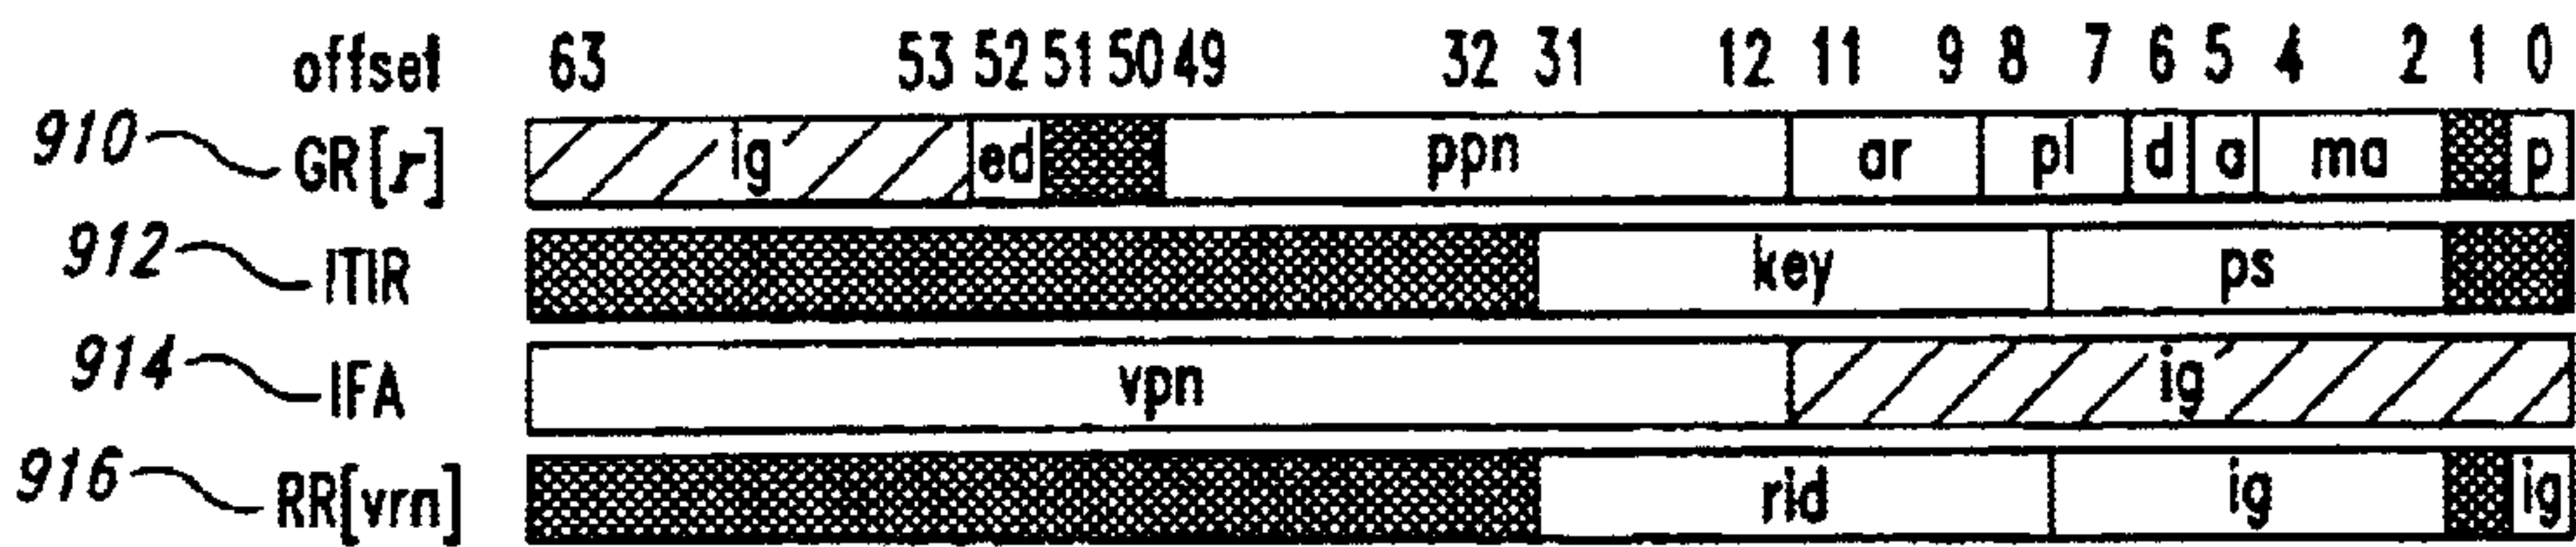 offset 63 53 52 51 50 49 32 31 12 11 9 8 7 6 5 4 2 1 0
910 GR[r] ig ed ppn ar pl d a ma p
912 ITIR key ps
914 IFA vpn ig
916 RR[vrn] rid ig ig